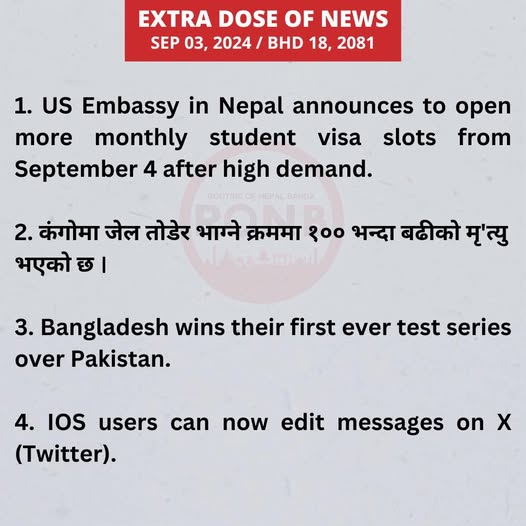 EXTRA DOSE OF NEWS
SEP 03, 2024 / BHD 18, 2081
1. US Embassy in Nepal announces to open
more monthly student visa slots from
September 4 after high demand.
ROUTINE OF NEPAL BANDA
RONB
2. कंगोमा जेल तोडेर भाग्ने क्रममा १०० भन्दा बढीको मृ'त्यु
भएको छ ।
3. Bangladesh wins their first ever test series
over Pakistan.
4. IOS users can now edit messages on X
(Twitter).